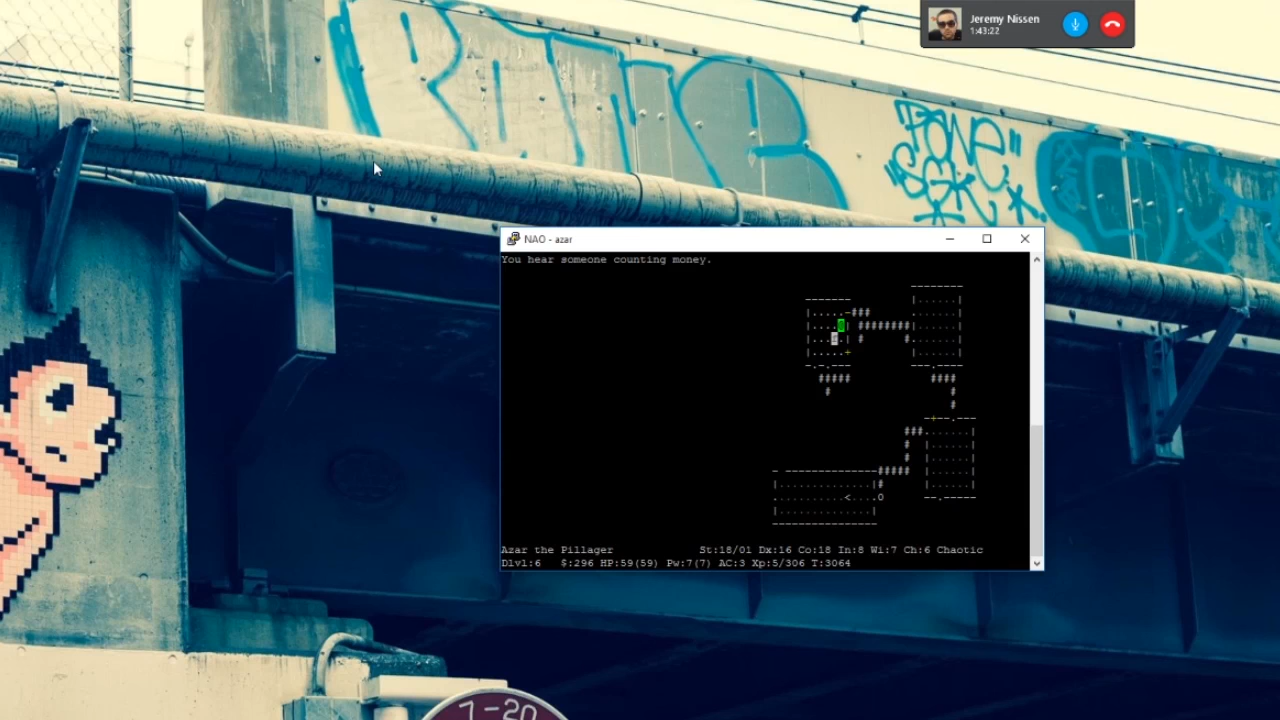 Jeremy Nissen
1:43:22
NAO - azar
You hear someone counting money.
Azar the Pillager St:18/01 Dx:16 Co:18 In:8 Wi:7 Ch:6 Chaotic
Dlvl:6 $:296 HP:59(59) Pw:7(7) AC:3 Xp:5/306 T:3064
7-20